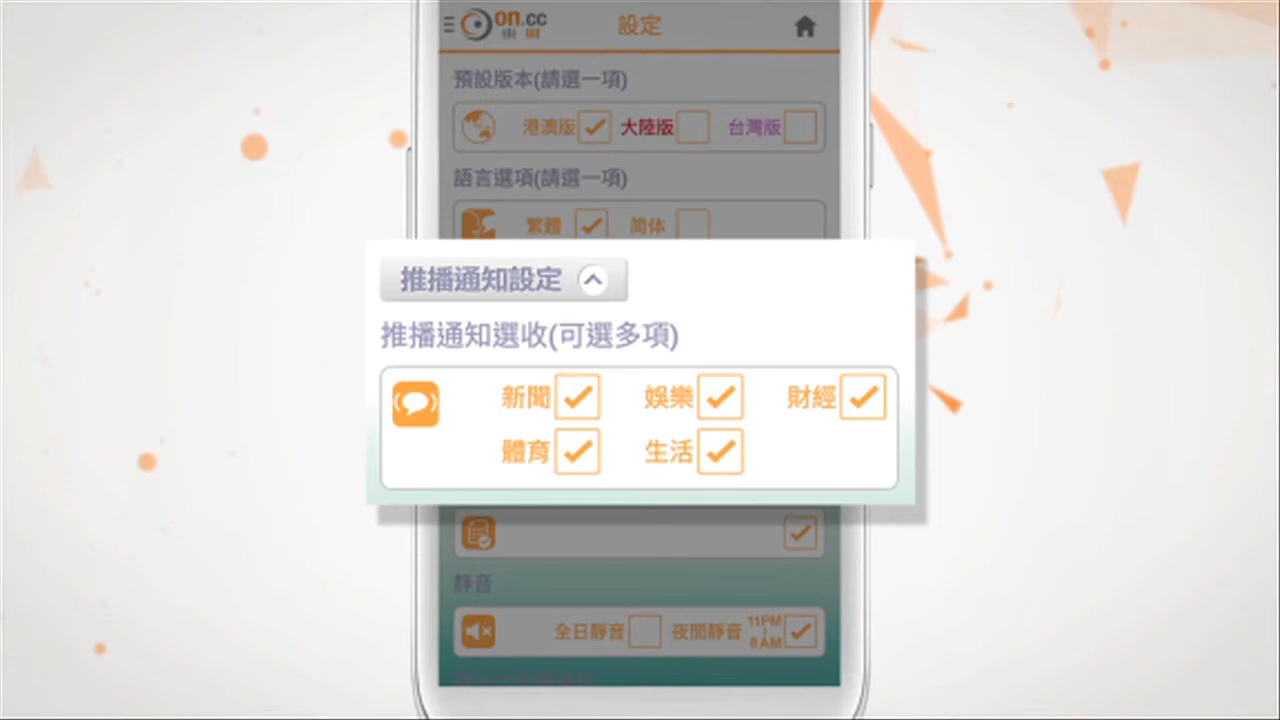 on.cc
東網
設定
預設版本(請選一項)
港澳版 大陸版 台灣版
語言選項(請選一項)
繁體 简体
推播通知設定
推播通知選收(可選多項)
新聞 娛樂 財經
體育 生活
靜音
全日靜音 夜間靜音 11PM | 8AM